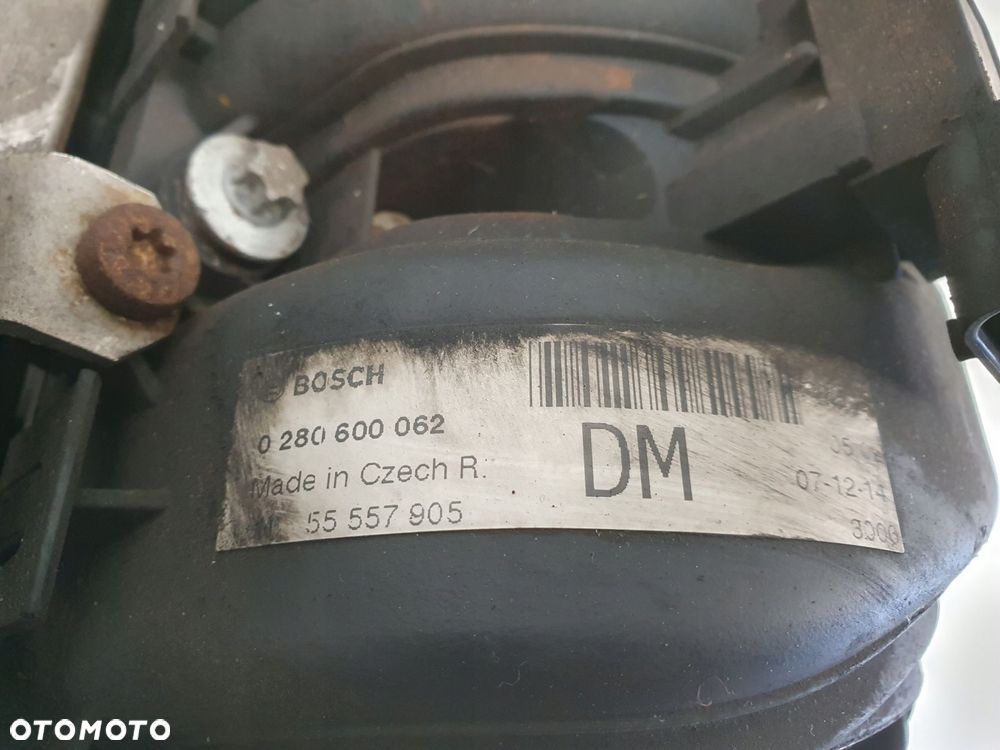 BOSCH
0 280 600 062
Made in Czech R.
55 557 905
DM
07-12-14
OTOMOTO